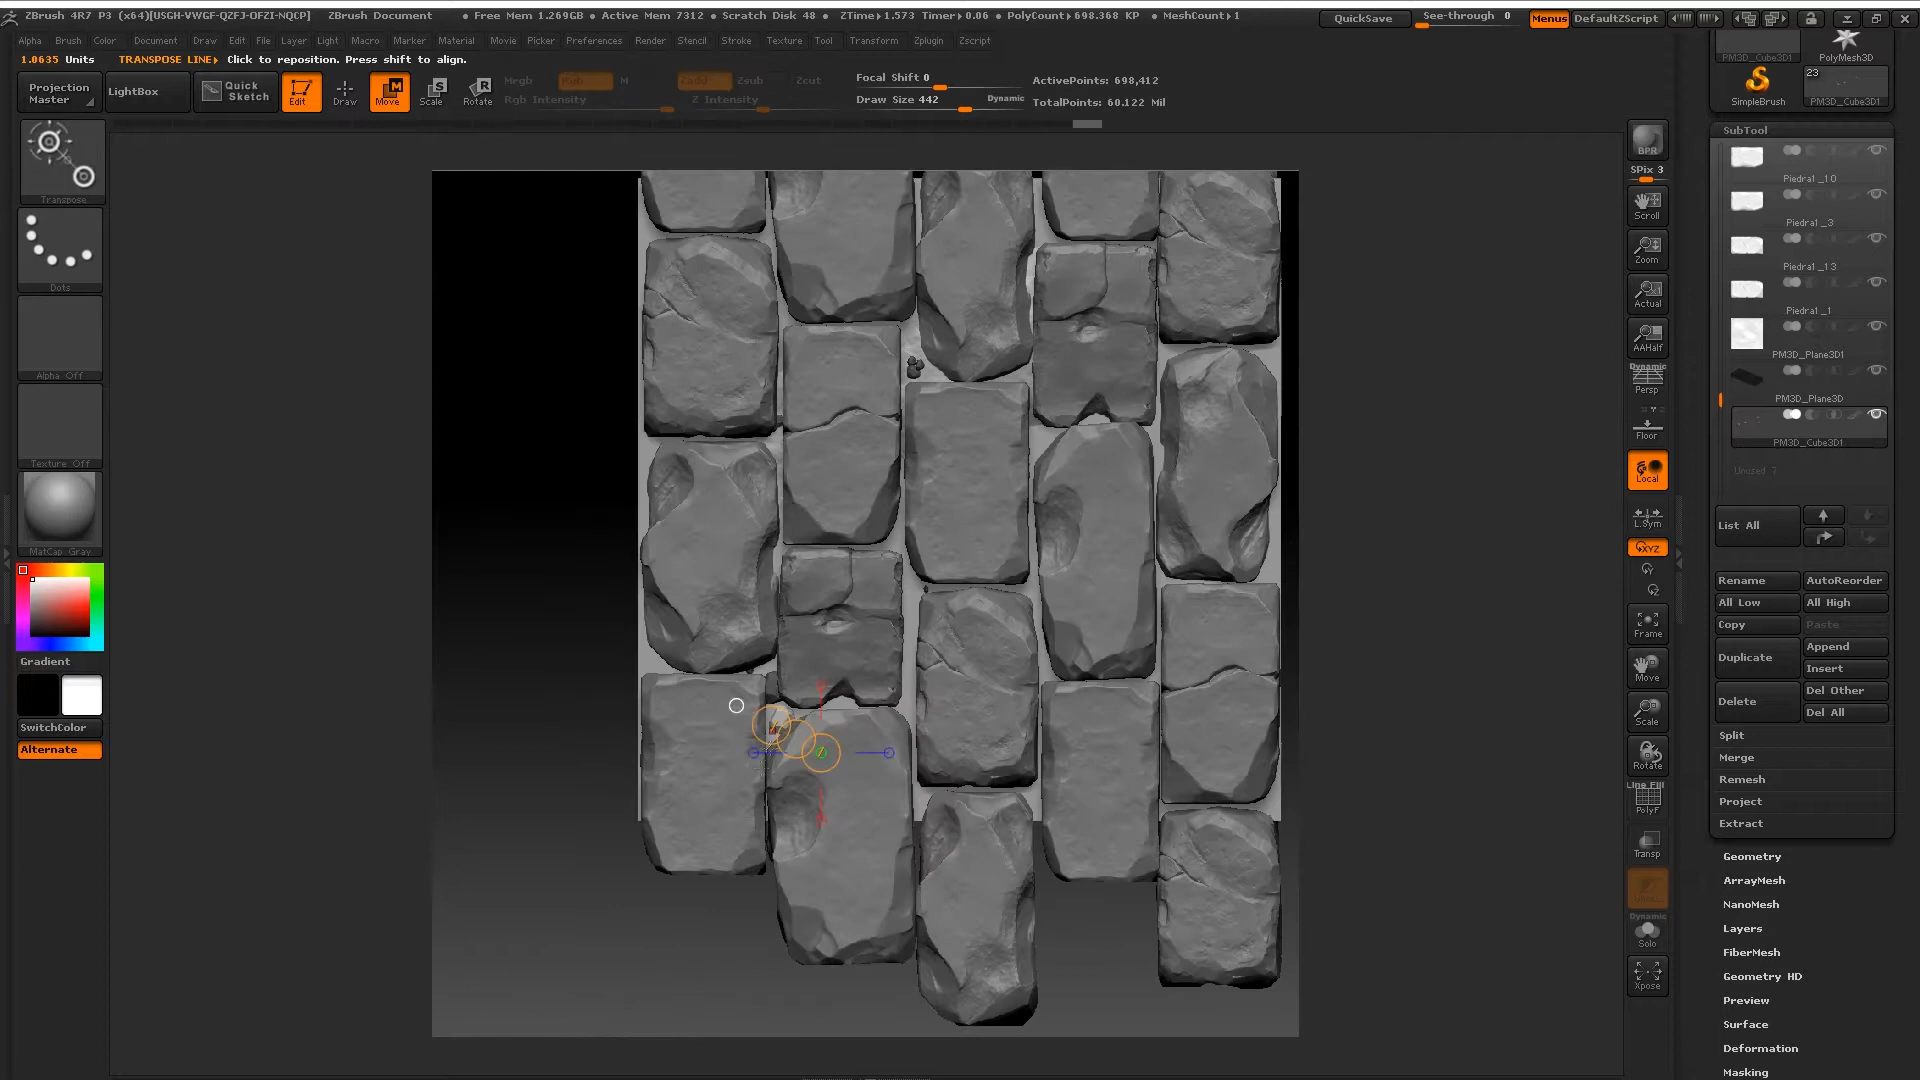 ZBrush 4R7 P3 (x64)[USGH-VWGF-QZFJ-OFZI-NQCP] ZBrush Document • Free Mem 1.269GB • Active Mem 7312 • Scratch Disk 48 • ZTime▸1.573 Timer▸0.06 • PolyCount▸698.368 KP • MeshCount▸1 QuickSave See-through 0 Menus DefaultZScript
Alpha Brush Color Document Draw Edit File Layer Light Macro Marker Material Movie Picker Preferences Render Stencil Stroke Texture Tool Transform Zplugin Zscript
1.0635 Units TRANSPOSE LINE▸ Click to reposition. Press shift to align.
Projection Master
LightBox
Quick Sketch
Edit
Draw
Move
Scale
Rotate
Mrgb
M
Zsub
Zcut
Rgb Intensity
Z Intensity
Focal Shift 0
Draw Size 442
Dynamic
ActivePoints: 698,412
TotalPoints: 60.122 Mil
Transpose
Dots
Alpha Off
Texture Off
MatCap Gray
Gradient
SwitchColor
Alternate
BPR
SPix 3
Scroll
Zoom
Actual
AAHalf
Dynamic
Persp
Floor
Local
L.Sym
XYZ
Frame
Move
Scale
Rotate
Line Fill
PolyF
Transp
Dynamic
Solo
Xpose
PM3D_Cube3D1
PolyMesh3D
SimpleBrush
23
PM3D_Cube3D1
SubTool
Piedra1_10
Piedra1_3
Piedra1_13
Piedra1_1
PM3D_Plane3D1
PM3D_Plane3D
PM3D_Cube3D1
Unused 7
List All
Rename AutoReorder
All Low All High
Copy Paste
Duplicate Append
Insert
Delete Del Other
Del All
Split
Merge
Remesh
Project
Extract
Geometry
ArrayMesh
NanoMesh
Layers
FiberMesh
Geometry HD
Preview
Surface
Deformation
Masking